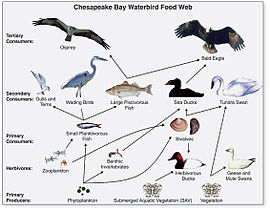 Chesapeake Bay Waterbird Food Web
Tertiary
Consumers:
Osprey
Bald Eagle
Secondary
Consumers:
Gulls and
Terns
Wading Birds
Large Piscivorous
Fish
Sea Ducks
Tundra Swan
Primary
Consumers:
Small Planktivorous
Fish
Bivalves
Herbivores:
Zooplankton
Benthic
Invertebrates
Herbivorous
Ducks
Geese and
Mute Swans
Primary
Producers:
Phytoplankton
Submerged Aquatic Vegetation (SAV)
Vegetation